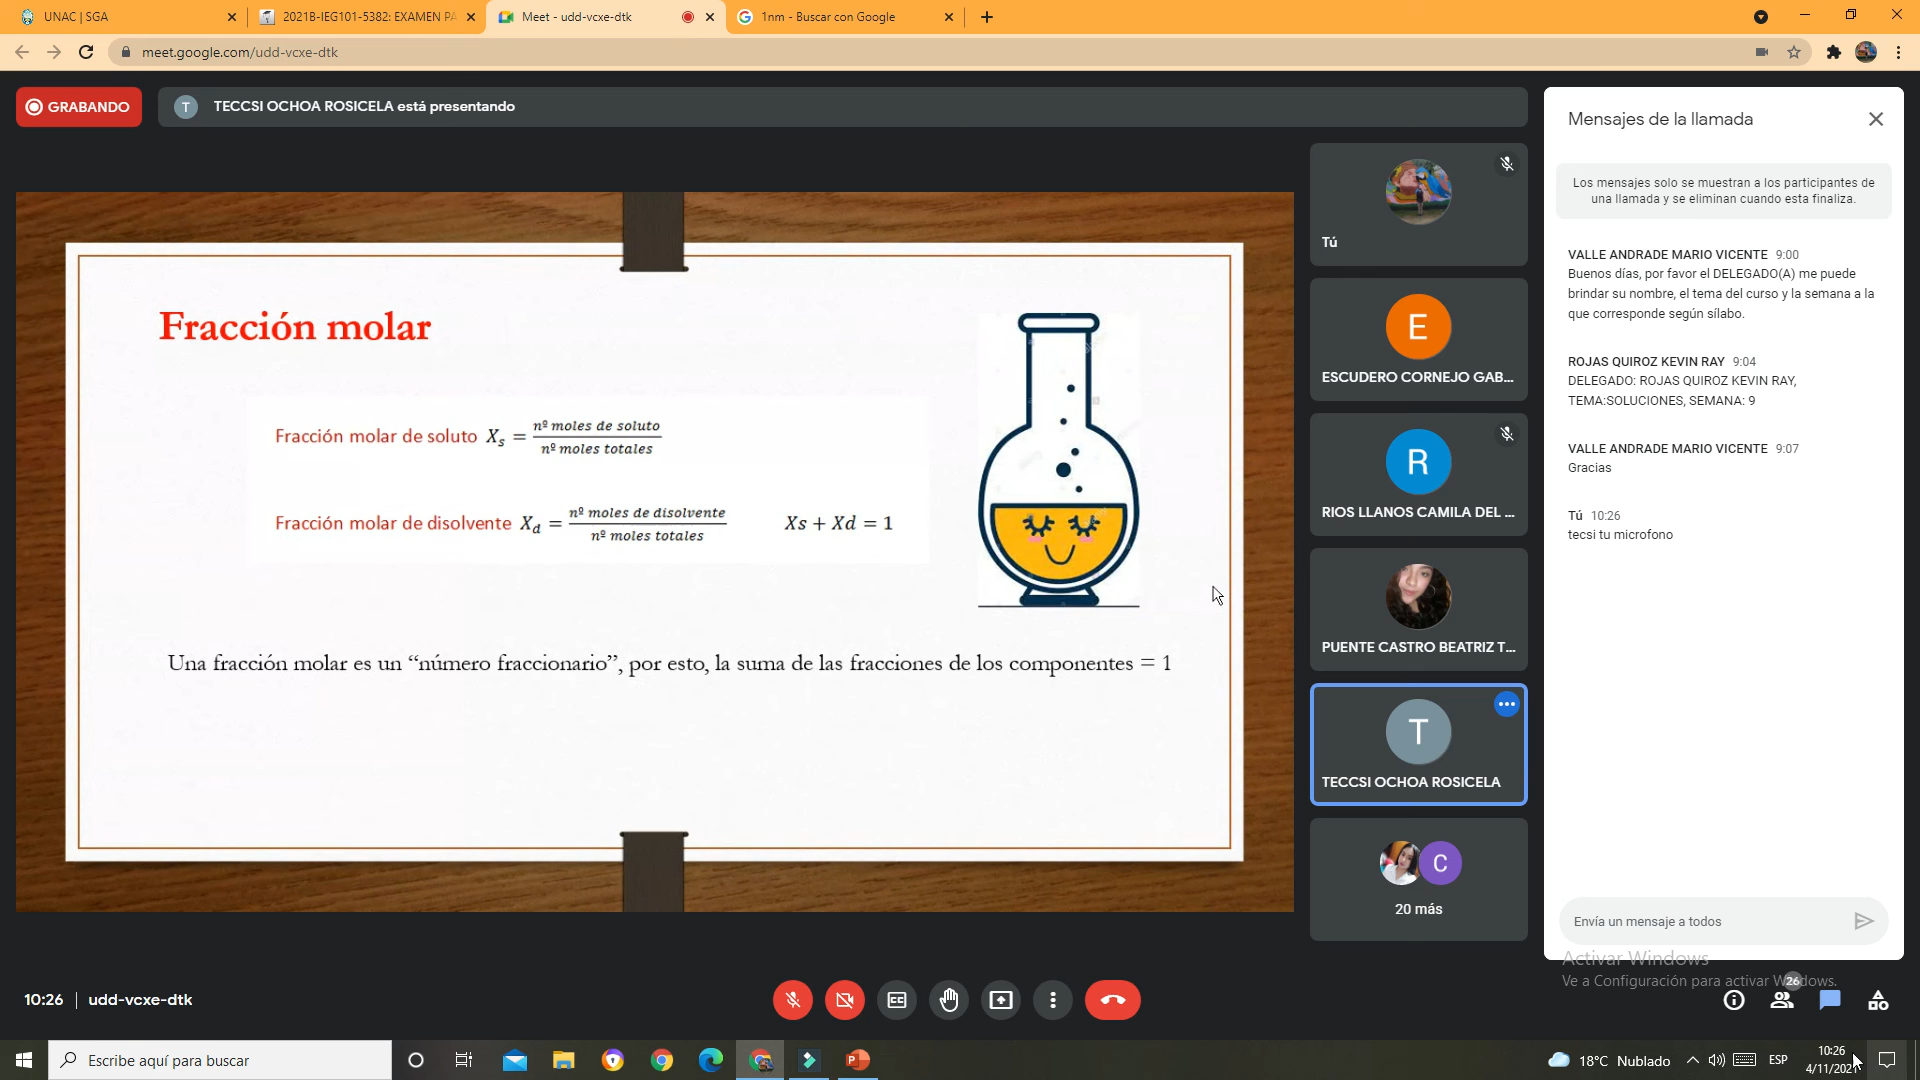 UNAC | SGA
2021B-IEG101-5382: EXAMEN PA
Meet - udd-vcxe-dtk
1nm - Buscar con Google
meet.google.com/udd-vcxe-dtk
GRABANDO
T
TECCSI OCHOA ROSICELA está presentando
Fracción molar
Fracción molar de soluto Xs = nº moles de soluto / nº moles totales
Fracción molar de disolvente Xd = nº moles de disolvente / nº moles totales
Xs + Xd = 1
Una fracción molar es un “número fraccionario”, por esto, la suma de las fracciones de los componentes = 1
Tú
E
ESCUDERO CORNEJO GAB...
R
RIOS LLANOS CAMILA DEL ...
PUENTE CASTRO BEATRIZ T...
T
TECCSI OCHOA ROSICELA
C
20 más
Mensajes de la llamada
Los mensajes solo se muestran a los participantes de
una llamada y se eliminan cuando esta finaliza.
VALLE ANDRADE MARIO VICENTE 9:00
Buenos días, por favor el DELEGADO(A) me puede
brindar su nombre, el tema del curso y la semana a la
que corresponde según sílabo.
ROJAS QUIROZ KEVIN RAY 9:04
DELEGADO: ROJAS QUIROZ KEVIN RAY,
TEMA:SOLUCIONES, SEMANA: 9
VALLE ANDRADE MARIO VICENTE 9:07
Gracias
Tú 10:26
tecsi tu microfono
Envía un mensaje a todos
Activar Windows
Ve a Configuración para activar Windows.
26
10:26 | udd-vcxe-dtk
Escribe aquí para buscar
18°C Nublado
ESP
10:26
4/11/2021